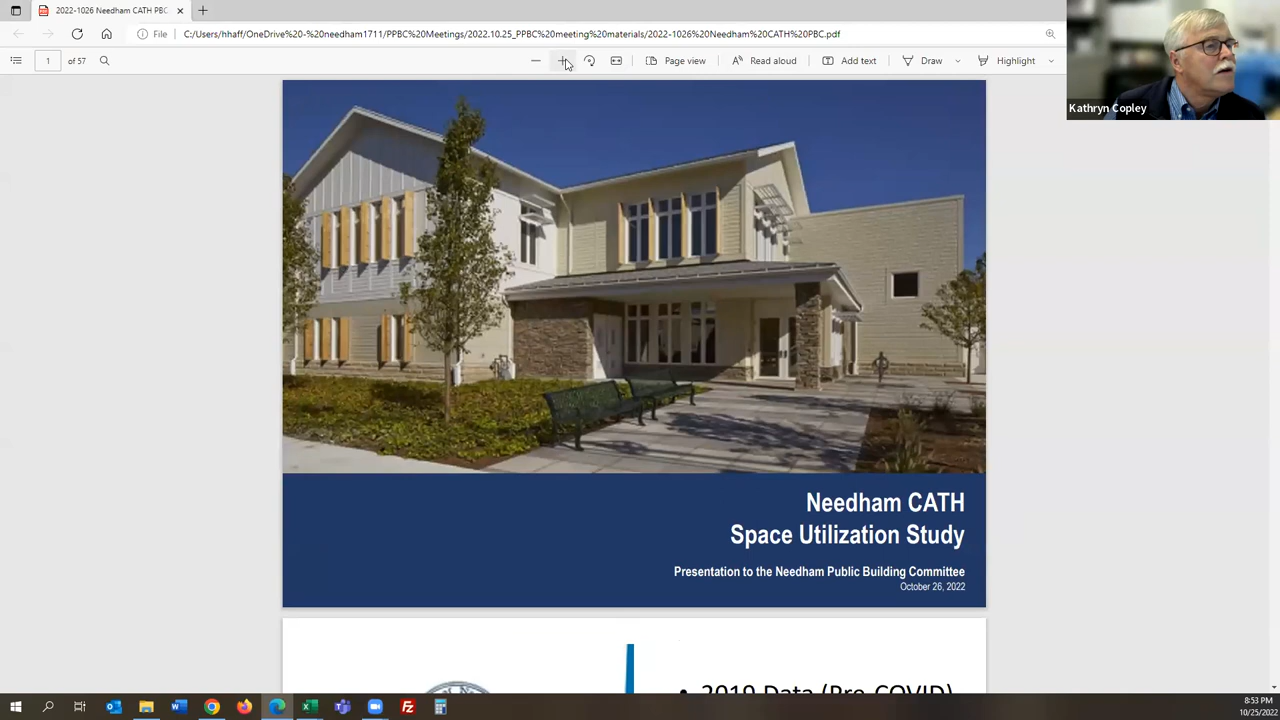 2022-1026 Needham CATH PBC
File
C:/Users/hhaff/OneDrive%20-%20needham1711/PPBC%20Meetings/2022.10.25_PPBC%20meeting%20materials/2022-1026%20Needham%20CATH%20PBC.pdf
1 of 57
Page view
Read aloud
Add text
Draw
Highlight
Kathryn Copley
Needham CATH
Space Utilization Study
Presentation to the Needham Public Building Committee
October 26, 2022
• 2019 Data (Pre-COVID)
8:53 PM
10/25/2022